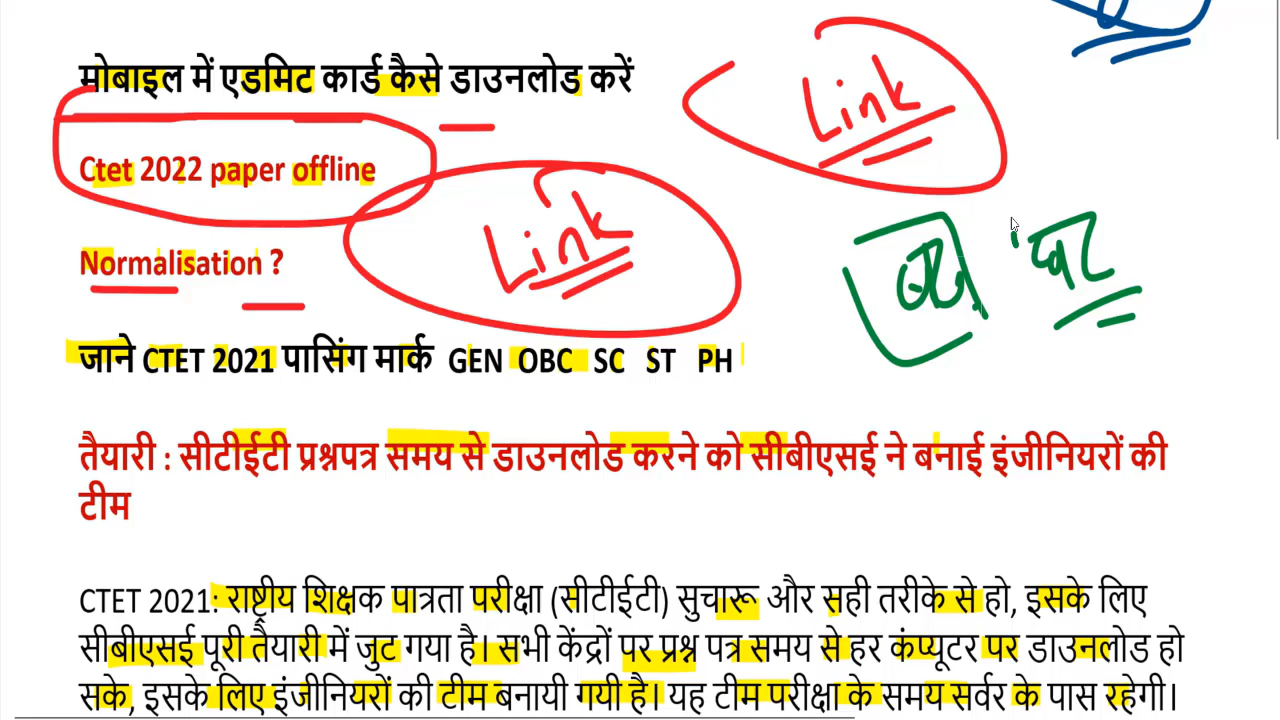 मोबाइल में एडमिट कार्ड कैसे डाउनलोड करें
Link
Ctet 2022 paper offline
Link
Normalisation ?
जाने CTET 2021 पासिंग मार्क GEN OBC SC ST PH
तैयारी : सीटीईटी प्रश्नपत्र समय से डाउनलोड करने को सीबीएसई ने बनाई इंजीनियरों की
टीम
CTET 2021: राष्ट्रीय शिक्षक पात्रता परीक्षा (सीटीईटी) सुचारू और सही तरीके से हो, इसके लिए
सीबीएसई पूरी तैयारी में जुट गया है। सभी केंद्रों पर प्रश्न पत्र समय से हर कंप्यूटर पर डाउनलोड हो
सके, इसके लिए इंजीनियरों की टीम बनायी गयी है। यह टीम परीक्षा के समय सर्वर के पास रहेगी।